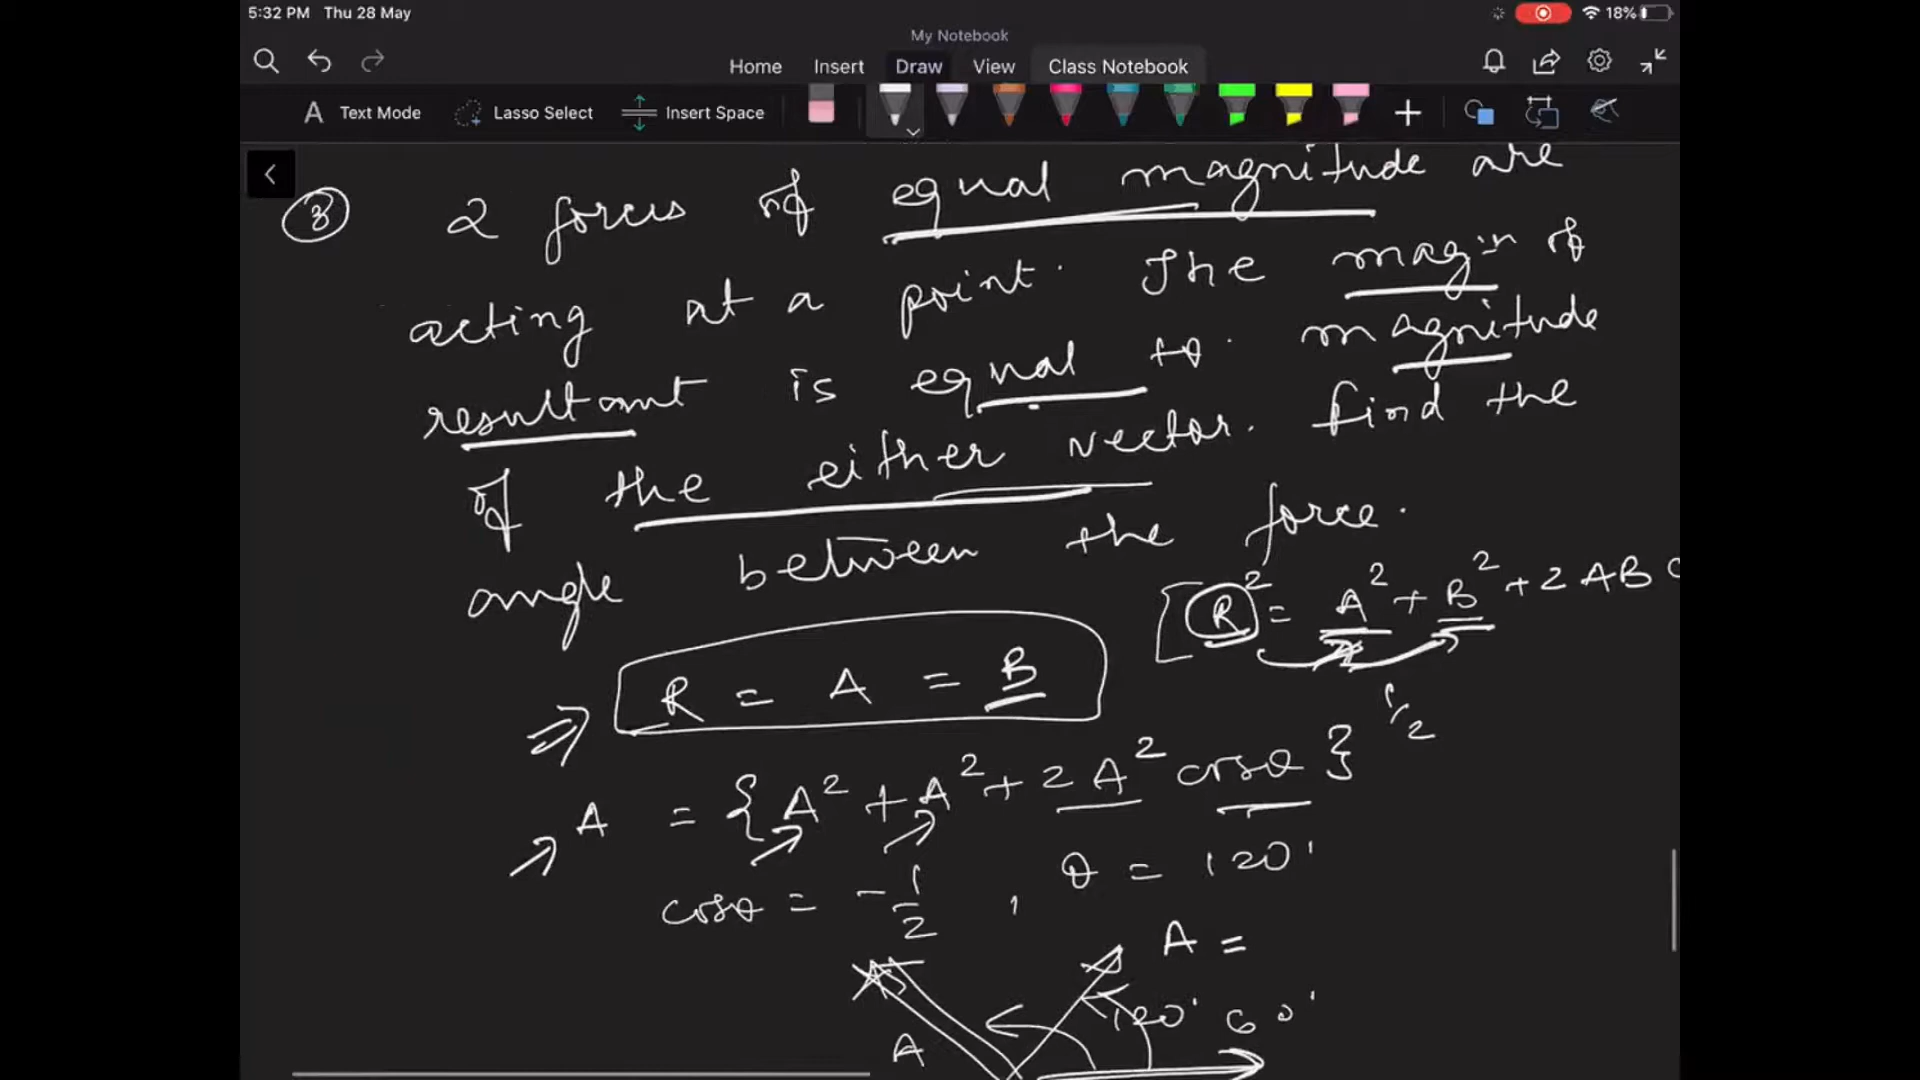 5:32 PM Thu 28 May
18%
My Notebook
Home Insert Draw View Class Notebook
A Text Mode Lasso Select Insert Space
3 2 forces of equal magnitude are
acting at a point. The magn of
resultant is equal to magnitude
of the either vector. find the
angle between the force.
R² = A² + B² + 2AB
R = A = B
A = {A² + A² + 2A² cosθ}^1/2
cosθ = -1/2, θ = 120°
A =
120° 60°
A